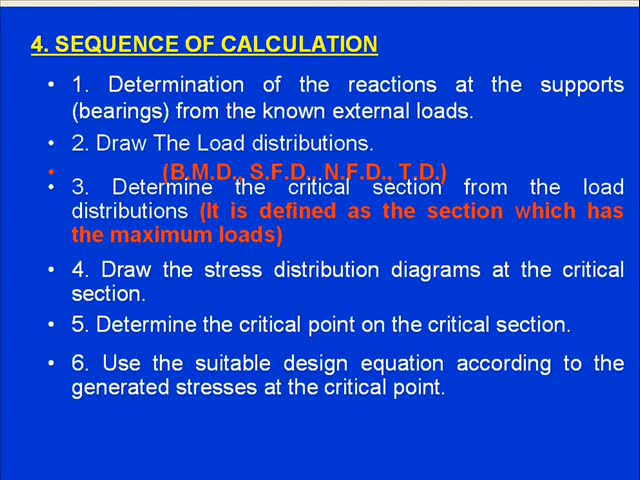 4. SEQUENCE OF CALCULATION
• 1. Determination of the reactions at the supports
(bearings) from the known external loads.
• 2. Draw The Load distributions.
• (B.M.D., S.F.D., N.F.D., T.D.)
• 3. Determine the critical section from the load
distributions (It is defined as the section which has
the maximum loads)
• 4. Draw the stress distribution diagrams at the critical
section.
• 5. Determine the critical point on the critical section.
• 6. Use the suitable design equation according to the
generated stresses at the critical point.